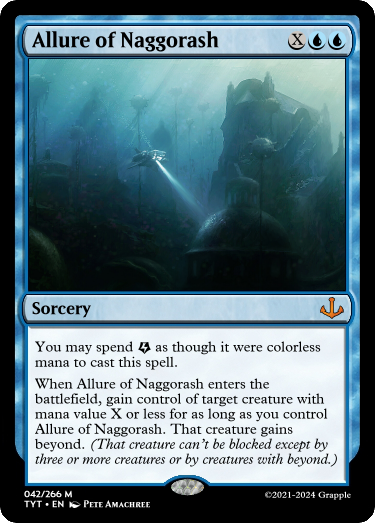 Allure of Naggorash X
Sorcery
You may spend as though it were colorless
mana to cast this spell.
When Allure of Naggorash enters the
battlefield, gain control of target creature with
mana value X or less for as long as you control
Allure of Naggorash. That creature gains
beyond. (That creature can't be blocked except by
three or more creatures or by creatures with beyond.)
042/266 M
TYT • EN Pete Amachree
©2021-2024 Grapple